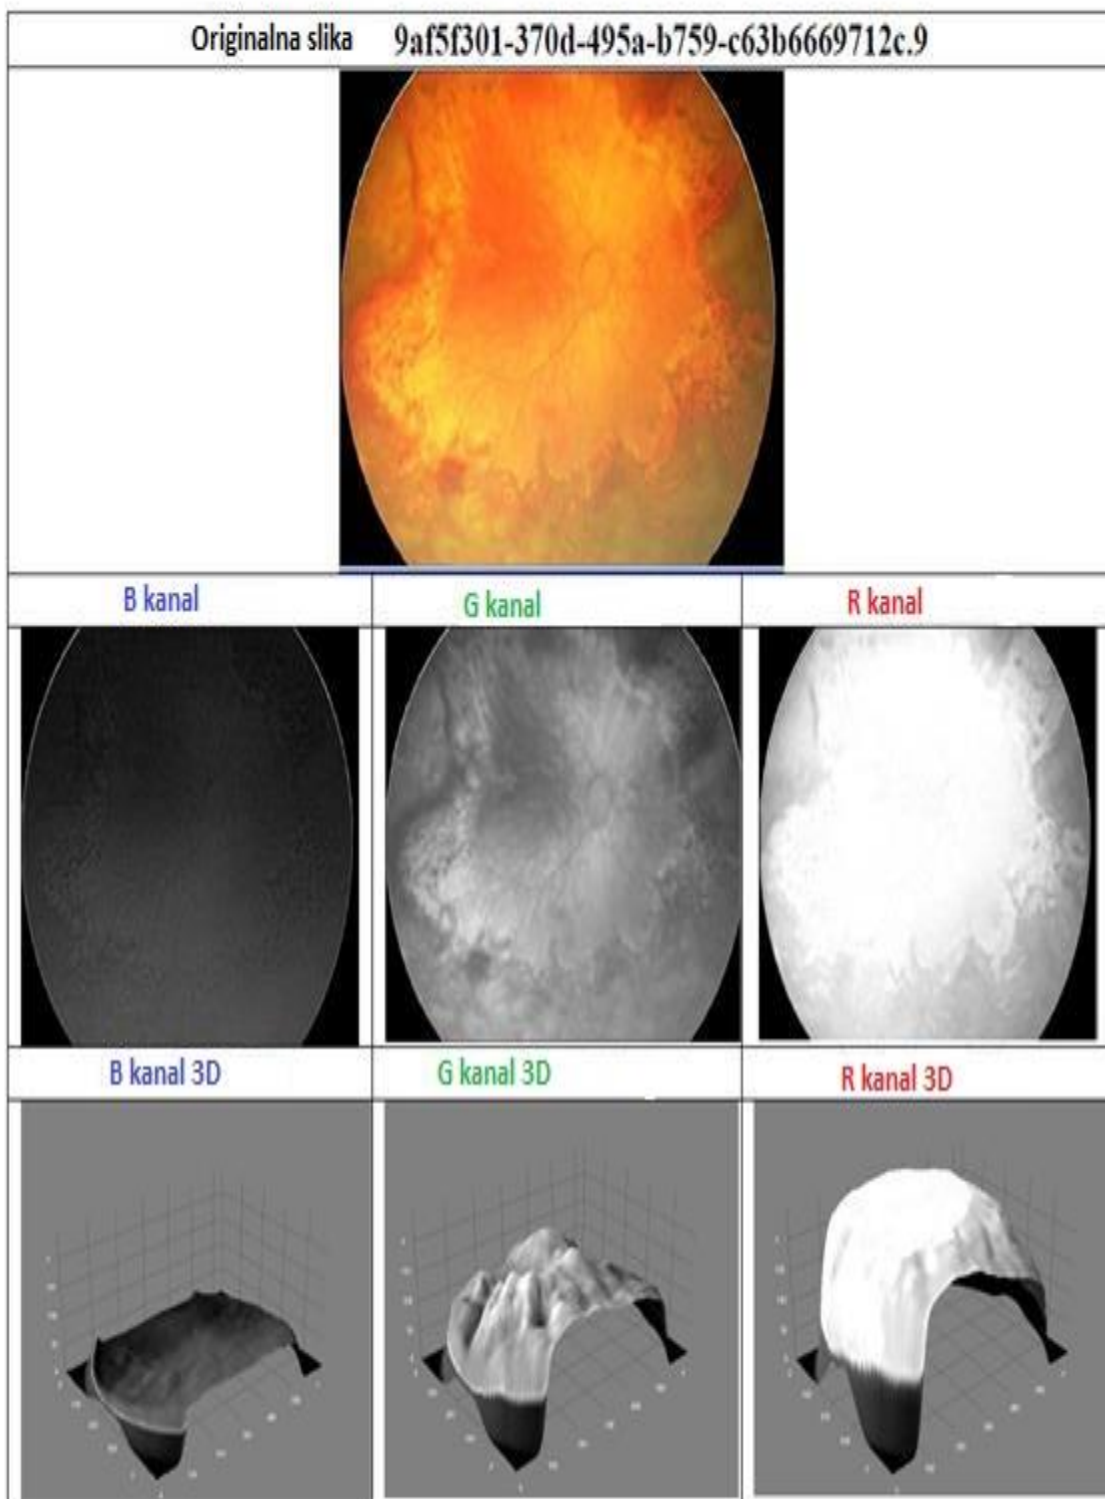 Originalna slika 9af5f301-370d-495a-b759-c63b6669712c.9
B kanal G kanal R kanal
B kanal 3D G kanal 3D R kanal 3D